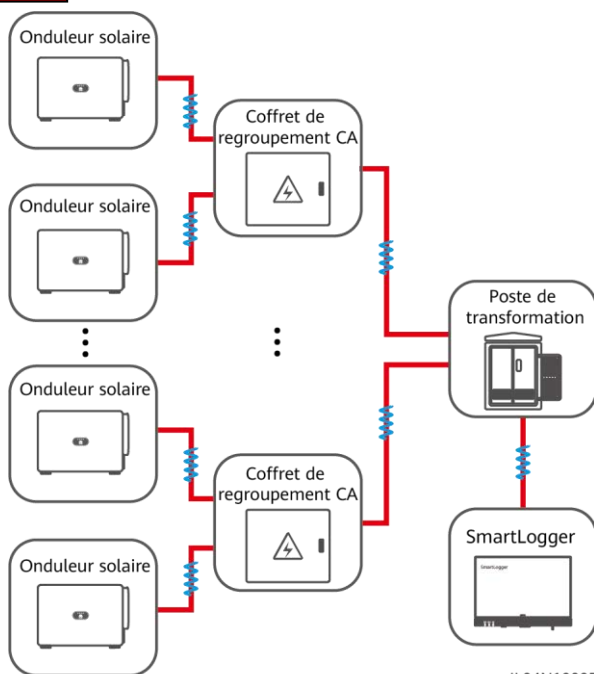 Onduleur solaire
Coffret de
regroupement CA
Onduleur solaire
Poste de
transformation
Onduleur solaire
Coffret de
regroupement CA
SmartLogger
SmartLogger
Onduleur solaire